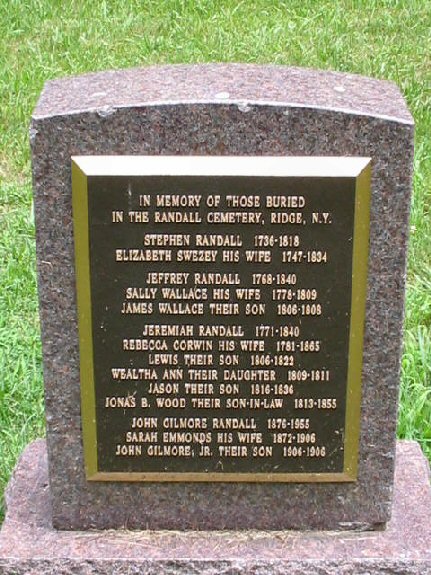 IN MEMORY OF THOSE BURIED
IN THE RANDALL CEMETERY, RIDGE, N.Y.
STEPHEN RANDALL 1736-1818
ELIZABETH SWEZEY HIS WIFE 1747-1834
JEFFREY RANDALL 1768-1840
SALLY WALLACE HIS WIFE 1778-1809
JAMES WALLACE THEIR SON 1806-1808
JEREMIAH RANDALL 1771-1840
REBECCA CORWIN HIS WIFE 1781-1865
LEWIS THEIR SON 1806-1822
WEALTHA ANN THEIR DAUGHTER 1809-1811
JASON THEIR SON 1816-1836
JONAS B. WOOD THEIR SON-IN-LAW 1813-1855
JOHN GILMORE RANDALL 1876-1955
SARAH EMMONDS HIS WIFE 1872-1906
JOHN GILMORE, JR. THEIR SON 1906-1906